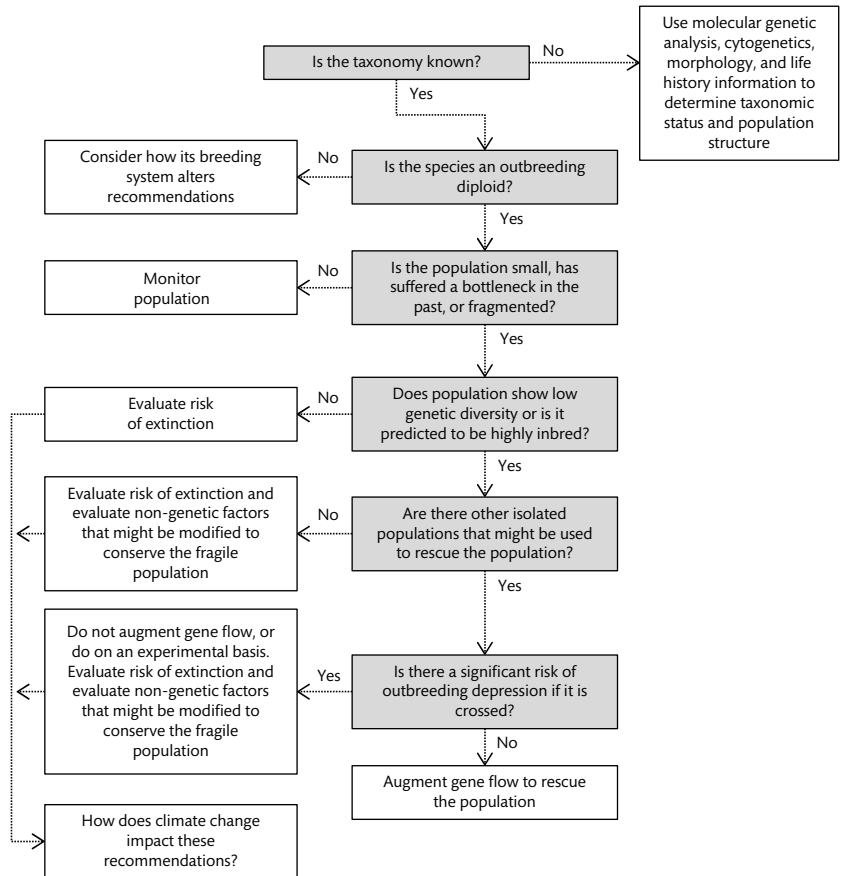 Is the taxonomy known?
No
Use molecular genetic
analysis, cytogenetics,
morphology, and life
history information to
determine taxonomic
status and population
structure
Yes
Consider how its breeding
system alters
recommendations
No
Is the species an outbreeding
diploid?
Yes
Monitor
population
No
Is the population small, has
suffered a bottleneck in the
past, or fragmented?
Yes
Evaluate risk
of extinction
No
Does population show low
genetic diversity or is it
predicted to be highly inbred?
Yes
Evaluate risk of extinction and
evaluate non-genetic factors
that might be modified to
conserve the fragile
population
No
Are there other isolated
populations that might be used
to rescue the population?
Yes
Do not augment gene flow, or
do on an experimental basis.
Evaluate risk of extinction and
evaluate non-genetic factors
that might be modified to
conserve the fragile
population
Yes
Is there a significant risk of
outbreeding depression if it is
crossed?
No
Augment gene flow to rescue
the population
How does climate change
impact these
recommendations?